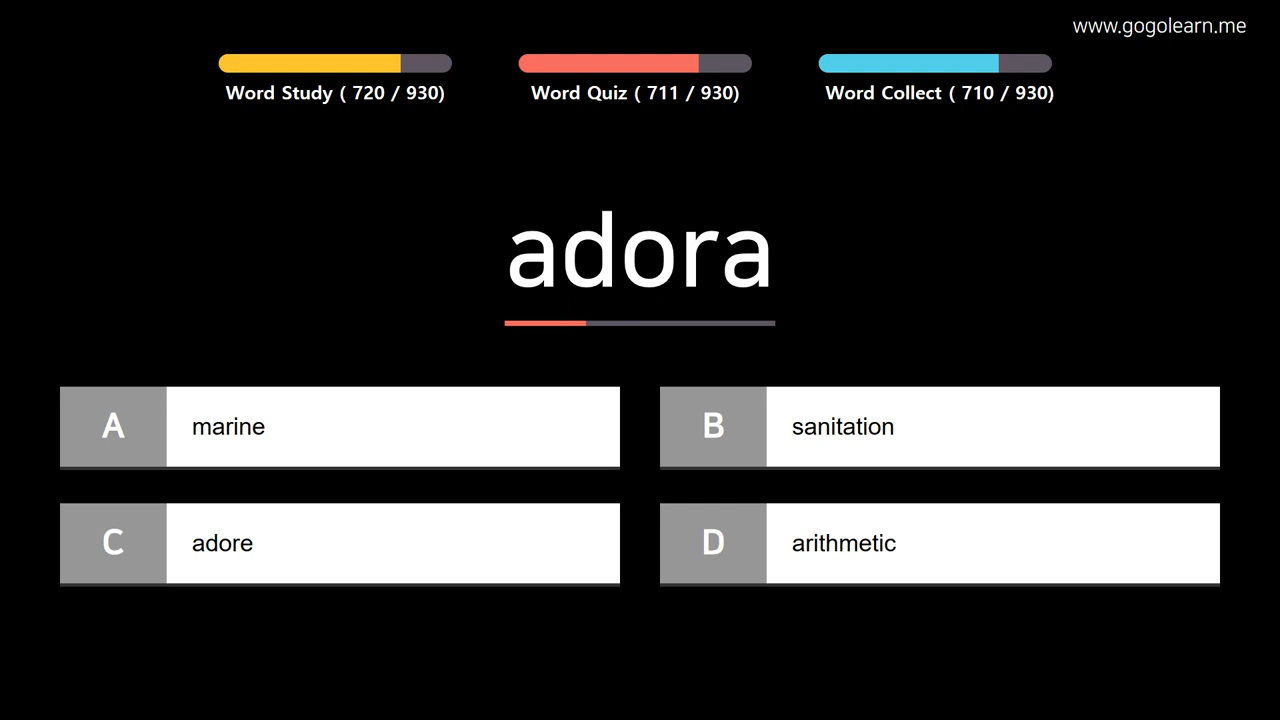 www.gogolearn.me
Word Study ( 720 / 930)
Word Quiz ( 711 / 930)
Word Collect ( 710 / 930)
adora
A marine
B sanitation
C adore
D arithmetic